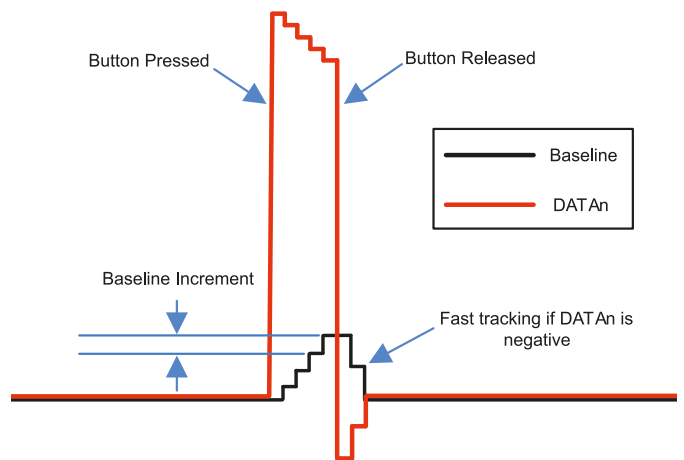 Button Pressed
Button Released
Baseline
DATAn
Baseline Increment
Fast tracking if DATAn is
negative